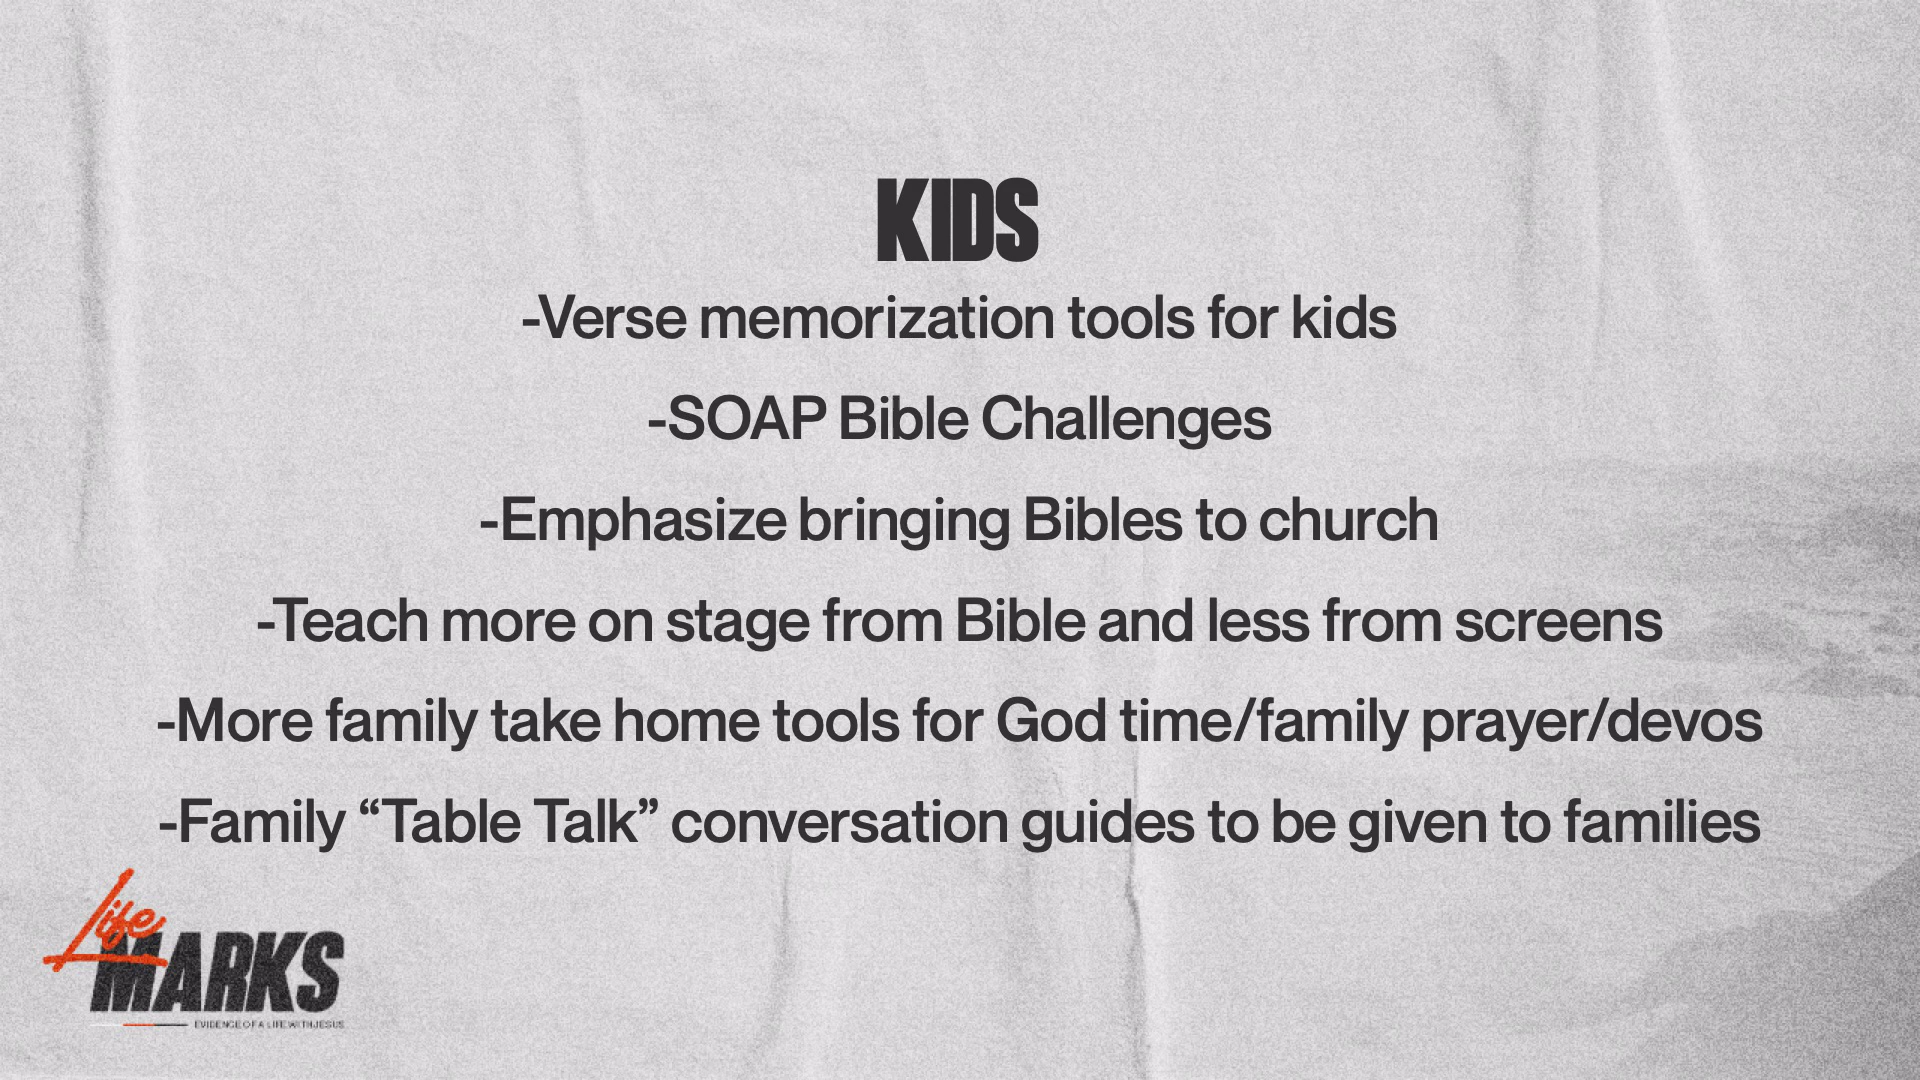 KIDS
-Verse memorization tools for kids
-SOAP Bible Challenges
-Emphasize bringing Bibles to church
-Teach more on stage from Bible and less from screens
-More family take home tools for God time/family prayer/devos
-Family “Table Talk” conversation guides to be given to families
Life
MARKS
EVIDENCE OF A LIFE WITH JESUS